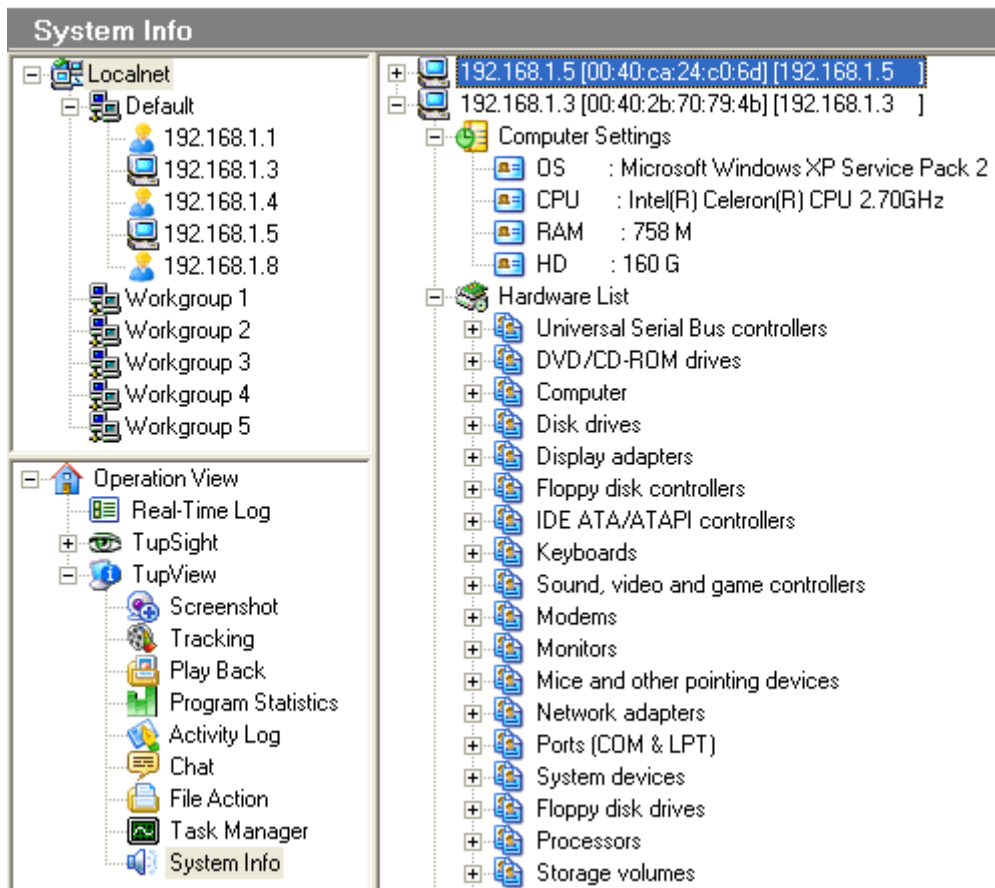 System Info
Localnet
Default
192.168.1.1
192.168.1.3
192.168.1.4
192.168.1.5
192.168.1.8
Workgroup 1
Workgroup 2
Workgroup 3
Workgroup 4
Workgroup 5
Operation View
Real-Time Log
TupSight
TupView
Screenshot
Tracking
Play Back
Program Statistics
Activity Log
Chat
File Action
Task Manager
System Info
192.168.1.5 [00:40:ca:24:c0:6d] [192.168.1.5 ]
192.168.1.3 [00:40:2b:70:79:4b] [192.168.1.3 ]
Computer Settings
OS : Microsoft Windows XP Service Pack 2
CPU : Intel(R) Celeron(R) CPU 2.70GHz
RAM : 758 M
HD : 160 G
Hardware List
Universal Serial Bus controllers
DVD/CD-ROM drives
Computer
Disk drives
Display adapters
Floppy disk controllers
IDE ATA/ATAPI controllers
Keyboards
Sound, video and game controllers
Modems
Monitors
Mice and other pointing devices
Network adapters
Ports (COM & LPT)
System devices
Floppy disk drives
Processors
Storage volumes